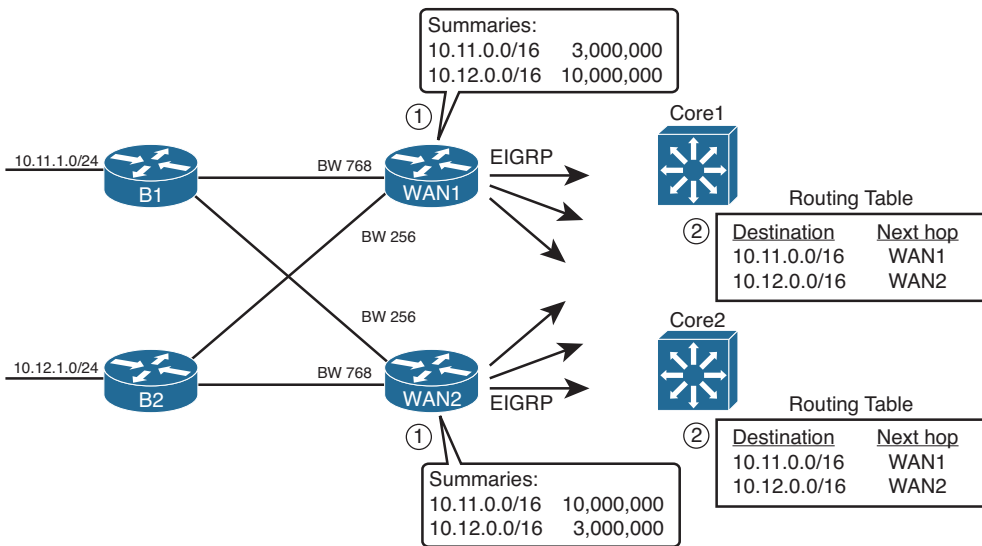 Summaries:
10.11.0.0/16 3,000,000
10.12.0.0/16 10,000,000
①
Core1
10.11.1.0/24
B1
BW 768
WAN1
EIGRP
Routing Table
②
Destination Next hop
10.11.0.0/16 WAN1
10.12.0.0/16 WAN2
BW 256
BW 256
Core2
10.12.1.0/24
B2
BW 768
WAN2
EIGRP
Routing Table
①
②
Destination Next hop
10.11.0.0/16 WAN1
10.12.0.0/16 WAN2
Summaries:
10.11.0.0/16 10,000,000
10.12.0.0/16 3,000,000